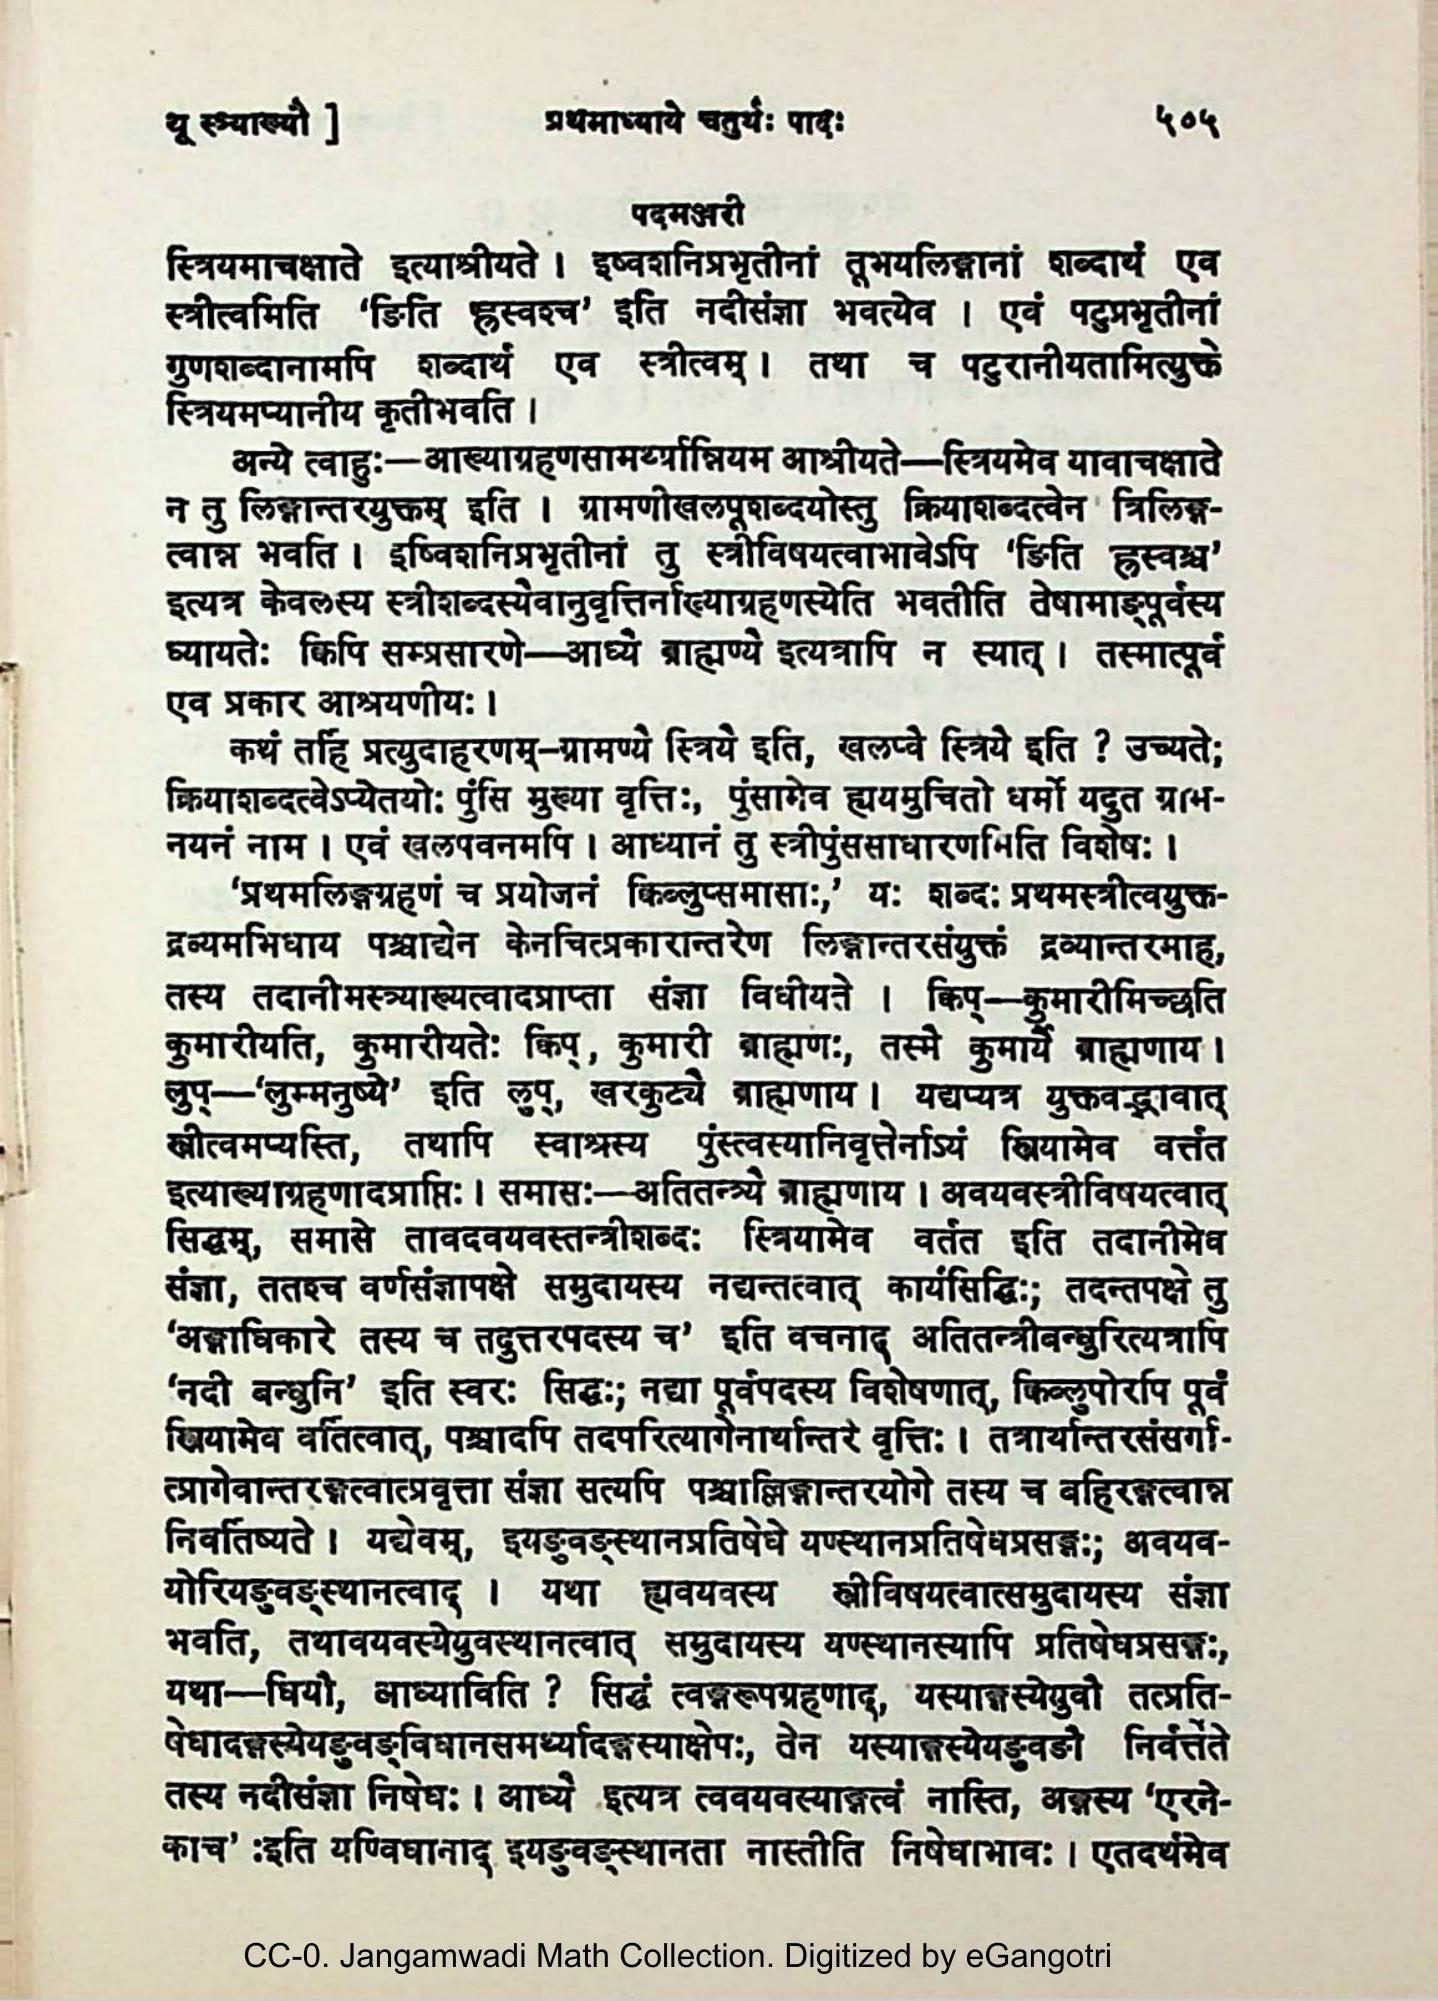 यू स्त्र्याख्यौ ]
प्रथमाध्याये चतुर्थः पादः
५०५
पदमञ्जरी
स्त्रियमाचक्षाते इत्याश्रीयते । इष्वशनिप्रभृतीनां तूभयलिङ्गानां शब्दार्थ एव
स्त्रीत्वमिति ‘ङिति ह्रस्वश्च’ इति नदीसंज्ञा भवत्येव । एवं पटुप्रभृतीनां
गुणशब्दानामपि शब्दार्थ एव स्त्रीत्वम् । तथा च पटुरानीयतामित्युक्ते
स्त्रियमप्यानीय कृतीभवति ।
अन्ये त्वाहुः—आख्याग्रहणसामर्थ्यान्नियम आश्रीयते—स्त्रियमेव यावाचक्षाते
न तु लिङ्गान्तरयुक्तम् इति । ग्रामणीखलपूशब्दयोस्तु क्रियाशब्दत्वेन त्रिलिङ्ग-
त्वान्न भवति । इष्विशनिप्रभृतीनां तु स्त्रीविषयत्वाभावेऽपि ‘ङिति ह्रस्वश्च’
इत्यत्र केवलस्य स्त्रीशब्दस्यैवानुवृत्तिर्नाख्याग्रहणस्येति भवतीति तेषामाङ्पूर्वस्य
ध्यायतेः क्विपि सम्प्रसारणे—आध्यै ब्राह्मण्यै इत्यत्रापि न स्यात् । तस्मात्पूर्व
एव प्रकार आश्रयणीयः ।
कथं तर्हि प्रत्युदाहरणम्–ग्रामण्ये स्त्रियै इति, खलप्वे स्त्रियै इति ? उच्यते;
क्रियाशब्दत्वेऽप्येतयोः पुंसि मुख्या वृत्तिः, पुंसामेव ह्ययमुचितो धर्मो यदुत ग्राम-
नयनं नाम । एवं खलपवनमपि । आध्यानं तु स्त्रीपुंससाधारणमिति विशेषः ।
‘प्रथमलिङ्गग्रहणं च प्रयोजनं क्विब्लुप्समासाः,’ यः शब्दः प्रथमस्त्रीत्वयुक्त-
द्रव्यमभिधाय पश्चाद्येन केनचित्प्रकारान्तरेण लिङ्गान्तरसंयुक्तं द्रव्यान्तरमाह,
तस्य तदानीमस्त्र्याख्यत्वादप्राप्ता संज्ञा विधीयते । क्विप्—कुमारीमिच्छति
कुमारीयति, कुमारीयतेः क्विप्, कुमारी ब्राह्मणः, तस्मै कुमार्यै ब्राह्मणाय ।
लुप्—‘लुम्मनुष्ये’ इति लुप्, खरकुट्यै ब्राह्मणाय । यद्यप्यत्र युक्तवद्भावात्
स्त्रीत्वमप्यस्ति, तथापि स्वाश्रस्य पुंस्त्वस्यानिवृत्तेर्नाऽयं स्त्रियामेव वर्त्तत
इत्याख्याग्रहणादप्राप्तिः । समासः—अतितन्त्र्यै ब्राह्मणाय । अवयवस्त्रीविषयत्वात्
सिद्धम्, समासे तावदवयवस्तन्त्रीशब्दः स्त्रियामेव वर्तत इति तदानीमेव
संज्ञा, ततश्च वर्णसंज्ञापक्षे समुदायस्य नद्यन्तत्वात् कार्यसिद्धिः; तदन्तपक्षे तु
‘अङ्गाधिकारे तस्य च तदुत्तरपदस्य च’ इति वचनाद् अतितन्त्रीबन्धुरित्यत्रापि
‘नदी बन्धुनि’ इति स्वरः सिद्धः; नद्या पूर्वपदस्य विशेषणात्, क्विब्लुपोरपि पूर्वं
स्त्रियामेव वर्तितत्वात्, पश्चादपि तदपरित्यागेनार्थान्तरे वृत्तिः । तत्रार्थान्तरसंसर्गा-
त्प्रागेवान्तरङ्गत्वात्प्रवृत्ता संज्ञा सत्यपि पश्चाल्लिङ्गान्तरयोगे तस्य च बहिरङ्गत्वान्न
निवर्तिष्यते । यद्येवम्, इयङुवङ्स्थानप्रतिषेधे यण्स्थानप्रतिषेधप्रसङ्गः; अवयव-
योरियङुवङ्स्थानत्वाद् । यथा ह्यवयवस्य स्त्रीविषयत्वात्समुदायस्य संज्ञा
भवति, तथावयवस्येयुवस्थानत्वात् समुदायस्य यण्स्थानस्यापि प्रतिषेधप्रसङ्गः,
यथा—धियौ, आध्याविति ? सिद्धं त्वङ्गरूपग्रहणाद्, यस्याङ्गस्येयुवौ तत्प्रति-
षेधादङ्गस्येयङुवङ्विधानसमर्थ्यादङ्गस्याक्षेपः, तेन यस्याङ्गस्येयङुवङौ निर्वर्त्तेते
तस्य नदीसंज्ञा निषेधः । आध्यै इत्यत्र त्ववयवस्याङ्गत्वं नास्ति, अङ्गस्य ‘एरने-
काच’ :इति यण्विधानाद् इयङुवङ्स्थानता नास्तीति निषेधाभावः । एतदर्थमेव
CC-0. Jangamwadi Math Collection. Digitized by eGangotri